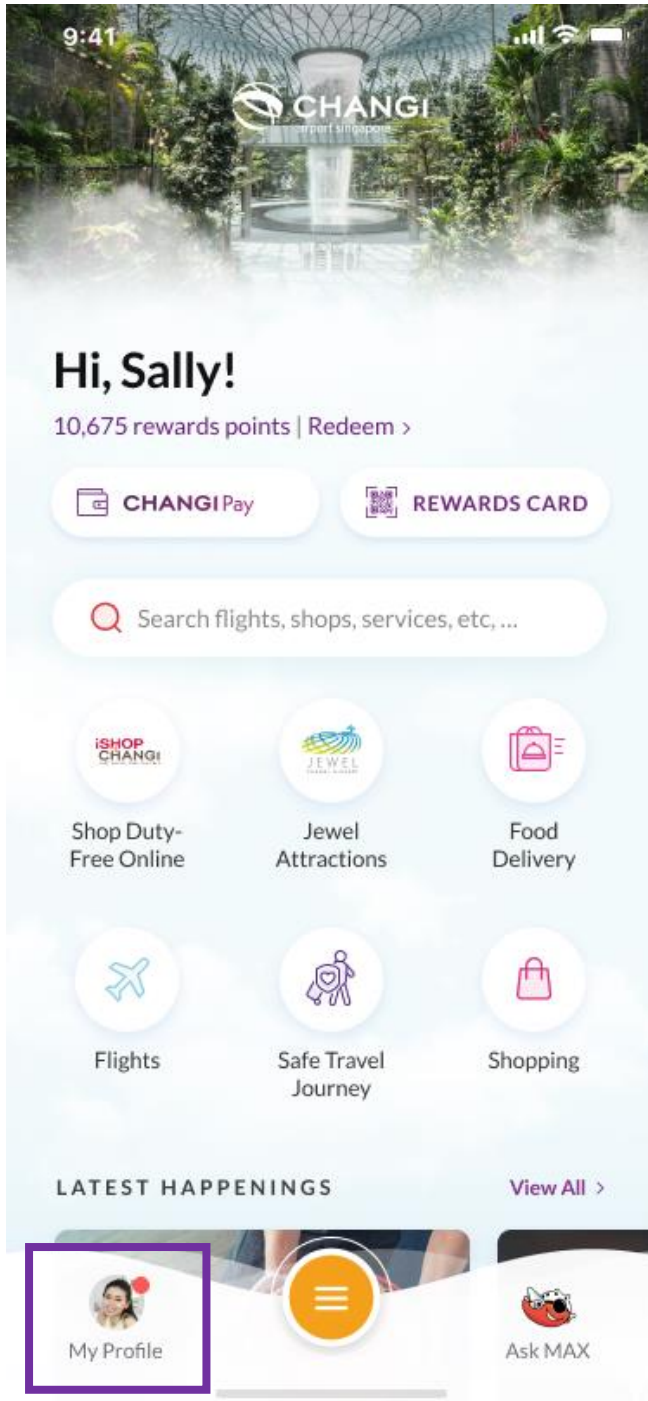 9:41
CHANGI
airport singapore
Hi, Sally!
10,675 rewards points | Redeem >
CHANGI Pay
REWARDS CARD
Search flights, shops, services, etc, ...
iSHOP
CHANGI
JEWEL
Shop Duty-
Free Online
Jewel
Attractions
Food
Delivery
Flights
Safe Travel
Journey
Shopping
LATEST HAPPENINGS
View All >
My Profile
Ask MAX